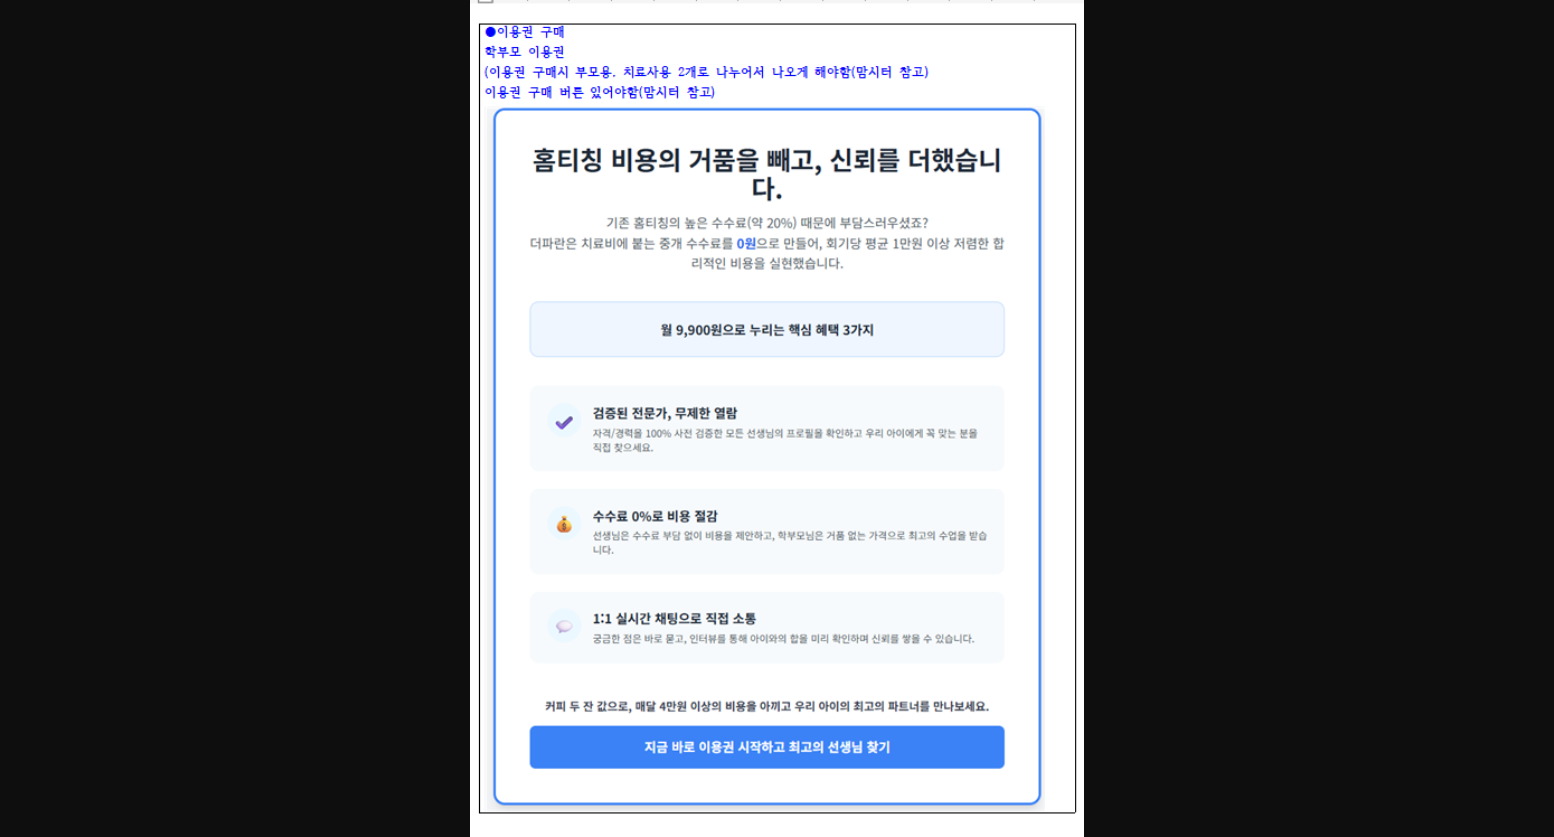 ●이용권 구매
학부모 이용권
(이용권 구매시 부모용. 치료사용 2개로 나누어서 나오게 해야함(맘시터 참고)
이용권 구매 버튼 있어야함(맘시터 참고)
홈티칭 비용의 거품을 빼고, 신뢰를 더했습니
다.
기존 홈티칭의 높은 수수료(약 20%) 때문에 부담스러우셨죠?
더파란은 치료비에 붙는 중개 수수료를 0원으로 만들어, 회기당 평균 1만원 이상 저렴한 합
리적인 비용을 실현했습니다.
월 9,900원으로 누리는 핵심 혜택 3가지
검증된 전문가, 무제한 열람
자격/경력을 100% 사전 검증한 모든 선생님의 프로필을 확인하고 우리 아이에게 꼭 맞는 분을
직접 찾으세요.
수수료 0%로 비용 절감
선생님은 수수료 부담 없이 비용을 제안하고, 학부모님은 거품 없는 가격으로 최고의 수업을 받습
니다.
1:1 실시간 채팅으로 직접 소통
궁금한 점은 바로 묻고, 인터뷰를 통해 아이와의 합을 미리 확인하며 신뢰를 쌓을 수 있습니다.
커피 두 잔 값으로, 매달 4만원 이상의 비용을 아끼고 우리 아이의 최고의 파트너를 만나보세요.
지금 바로 이용권 시작하고 최고의 선생님 찾기